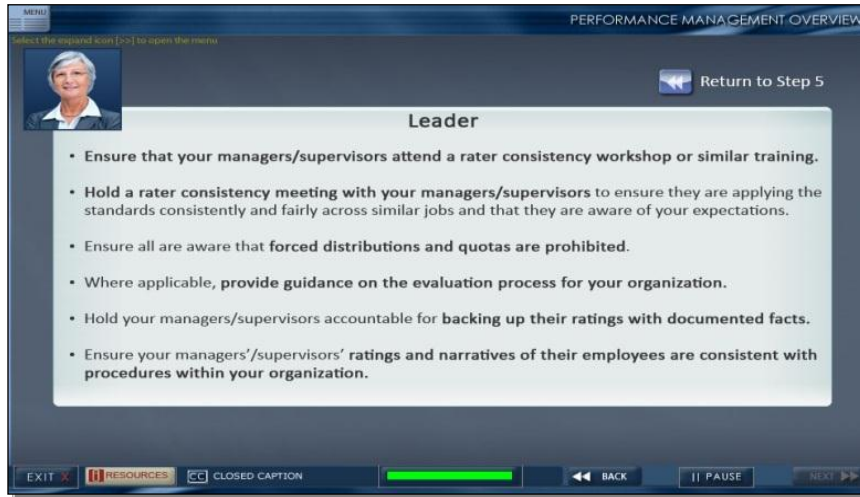 MENU
PERFORMANCE MANAGEMENT OVERVIEW
Select the expand icon [>>] to open the menu
Return to Step 5
Leader
• Ensure that your managers/supervisors attend a rater consistency workshop or similar training.
• Hold a rater consistency meeting with your managers/supervisors to ensure they are applying the
standards consistently and fairly across similar jobs and that they are aware of your expectations.
• Ensure all are aware that forced distributions and quotas are prohibited.
• Where applicable, provide guidance on the evaluation process for your organization.
• Hold your managers/supervisors accountable for backing up their ratings with documented facts.
• Ensure your managers'/supervisors' ratings and narratives of their employees are consistent with
procedures within your organization.
EXIT X RESOURCES CC CLOSED CAPTION BACK || PAUSE NEXT